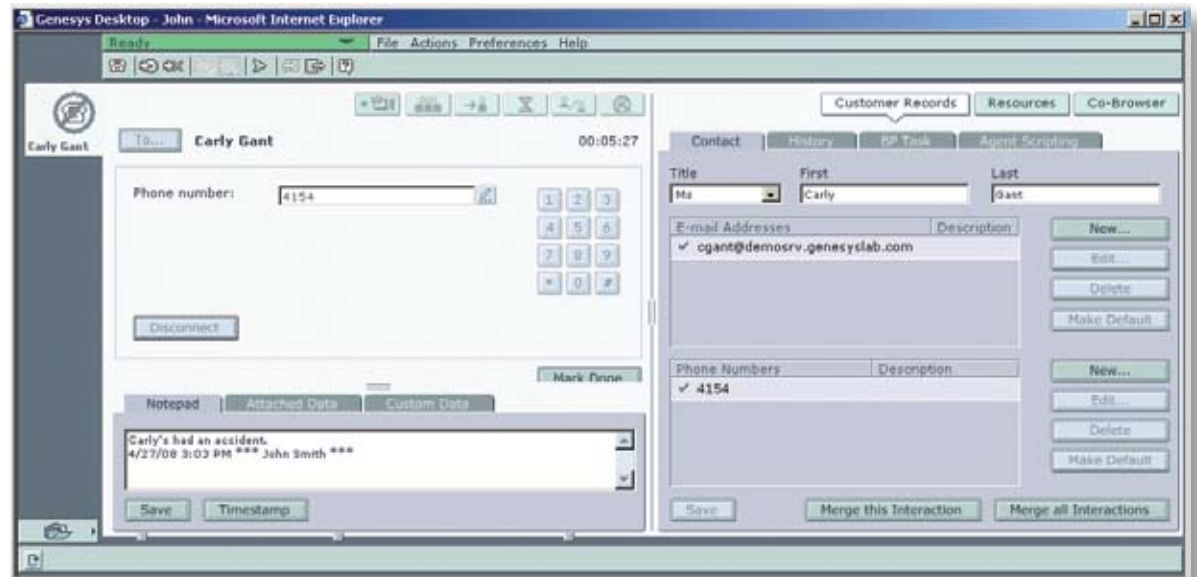 Genesys Desktop - John - Microsoft Internet Explorer
Ready File Actions Preferences Help
Customer Records Resources Co-Browser
Carly Gant
To... Carly Gant 00:05:27
Contact History BP Task Agent Scripting
Title First Last
Ms Carly Gant
Phone number: 4154
1 2 3
4 5 6
7 8 9
* 0 #
Disconnect
Mark Done
E-mail Addresses Description
cgant@demosrv.genesyslab.com
New...
Edit...
Delete
Make Default
Phone Numbers Description
4154
New...
Edit...
Delete
Make Default
Notepad Attached Data Custom Data
Carly's had an accident.
4/27/08 3:03 PM *** John Smith ***
Save Timestamp
Save Merge this Interaction Merge all Interactions